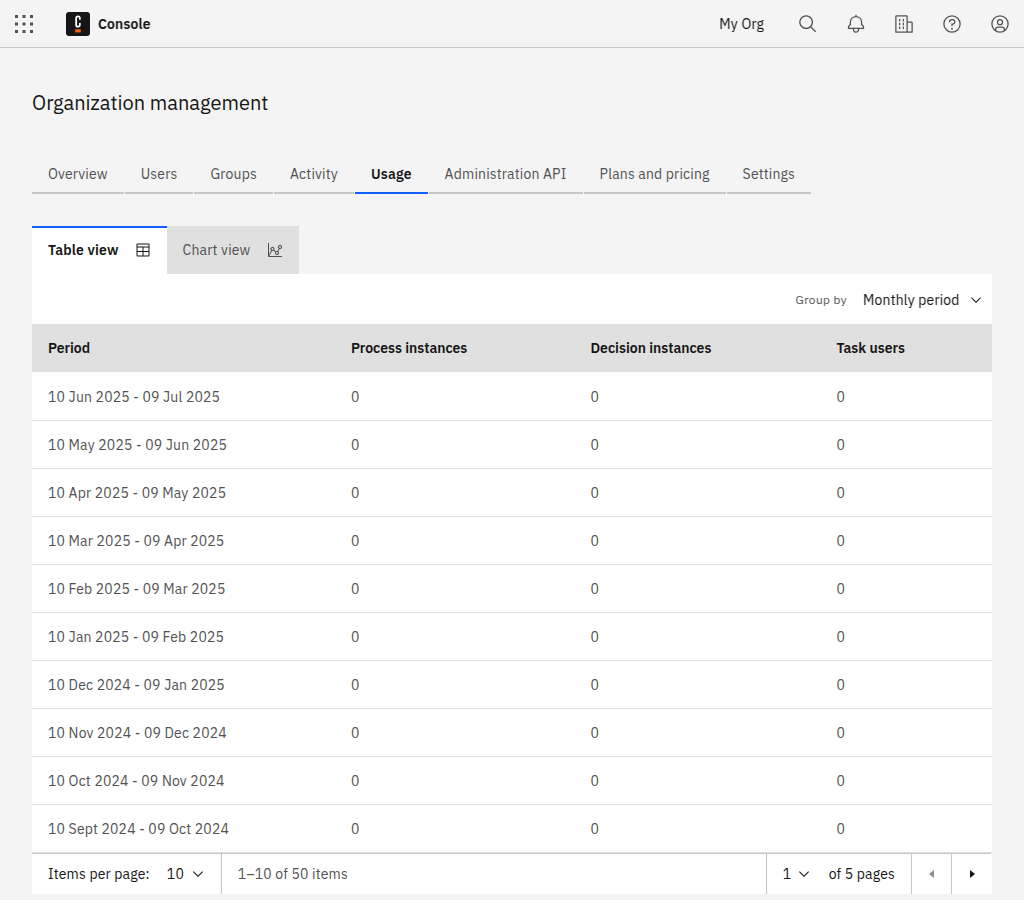 Console My Org
Organization management
Overview Users Groups Activity Usage Administration API Plans and pricing Settings
Table view Chart view
Group by Monthly period
Period Process instances Decision instances Task users
10 Jun 2025 - 09 Jul 2025 0 0 0
10 May 2025 - 09 Jun 2025 0 0 0
10 Apr 2025 - 09 May 2025 0 0 0
10 Mar 2025 - 09 Apr 2025 0 0 0
10 Feb 2025 - 09 Mar 2025 0 0 0
10 Jan 2025 - 09 Feb 2025 0 0 0
10 Dec 2024 - 09 Jan 2025 0 0 0
10 Nov 2024 - 09 Dec 2024 0 0 0
10 Oct 2024 - 09 Nov 2024 0 0 0
10 Sept 2024 - 09 Oct 2024 0 0 0
Items per page: 10 1–10 of 50 items 1 of 5 pages